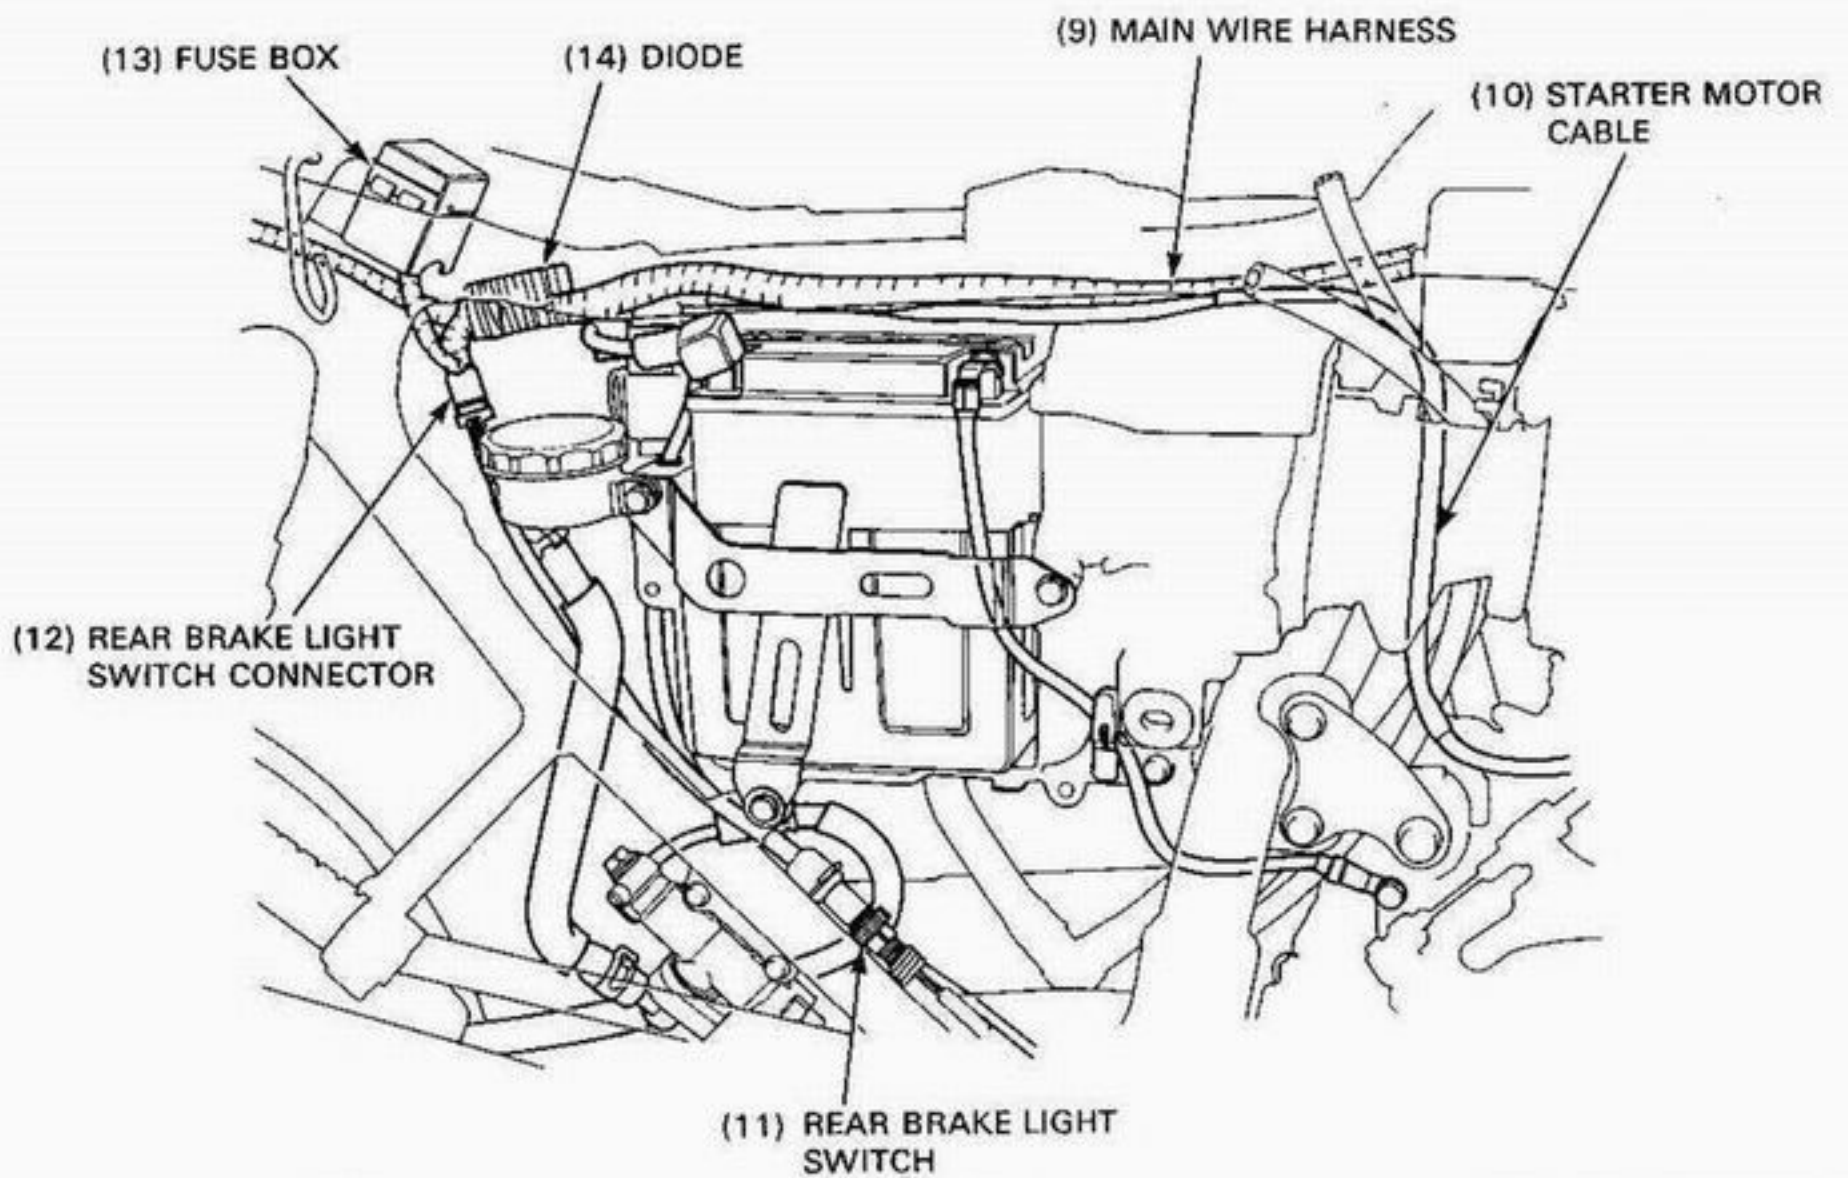 (9) MAIN WIRE HARNESS
(13) FUSE BOX
(14) DIODE
(10) STARTER MOTOR
CABLE
(12) REAR BRAKE LIGHT
SWITCH CONNECTOR
(11) REAR BRAKE LIGHT
SWITCH